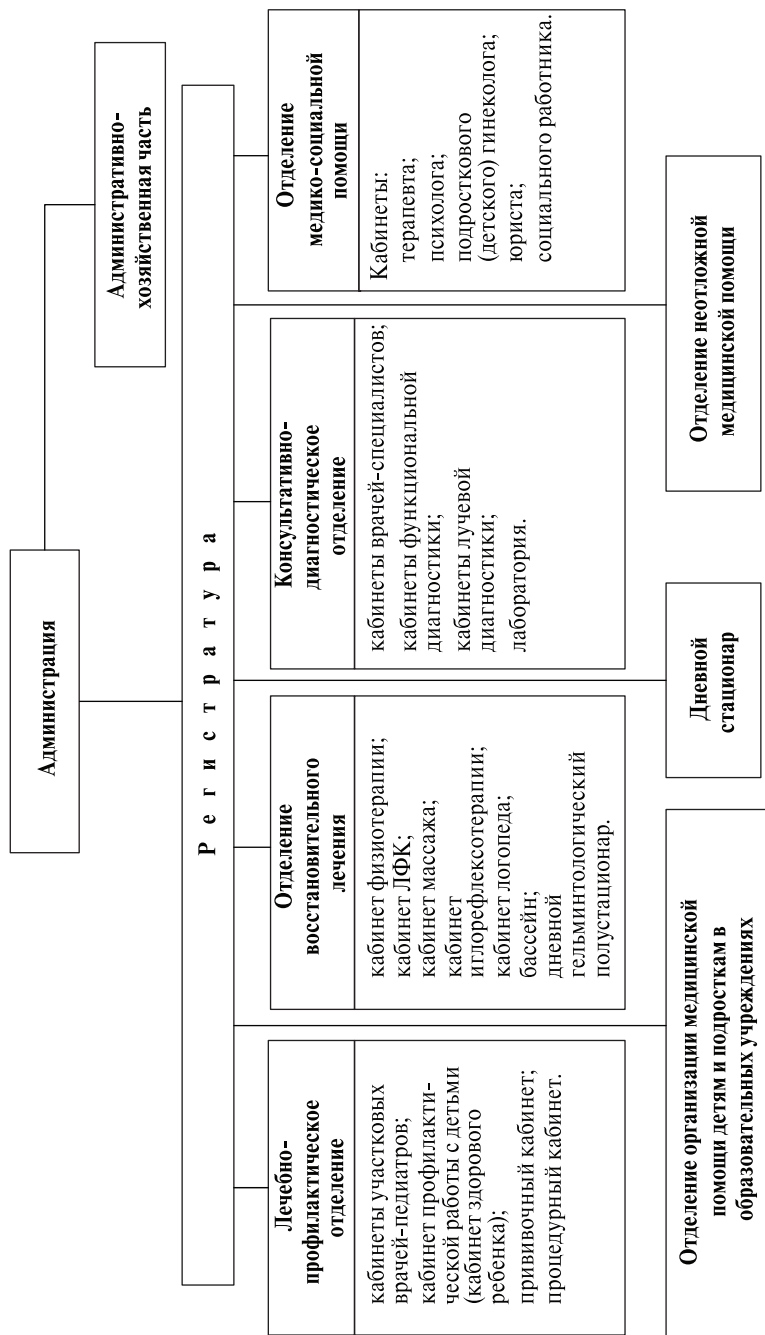 Администрация
Административно-
хозяйственная часть
Регистратура
Лечебно-
профилактическое
отделение
кабинеты участковых
врачей-педиатров;
кабинет профилакти-
ческой работы с детьми
(кабинет здорового
ребенка);
прививочный кабинет;
процедурный кабинет.
Отделение
восстановительного
лечения
кабинет физиотерапии;
кабинет ЛФК;
кабинет массажа;
кабинет
иглорефлексотерапии;
кабинет логопеда;
бассейн;
дневной
гельминтологический
полустационар.
Консультативно-
диагностическое
отделение
кабинеты врачей-специалистов;
кабинеты функциональной
диагностики;
кабинеты лучевой
диагностики;
лаборатория.
Отделение
медико-социальной
помощи
Кабинеты:
терапевта;
психолога;
подросткового
(детского) гинеколога;
юриста;
социального работника.
Отделение организации медицинской
помощи детям и подросткам в
образовательных учреждениях
Дневной
стационар
Отделение неотложной
медицинской помощи